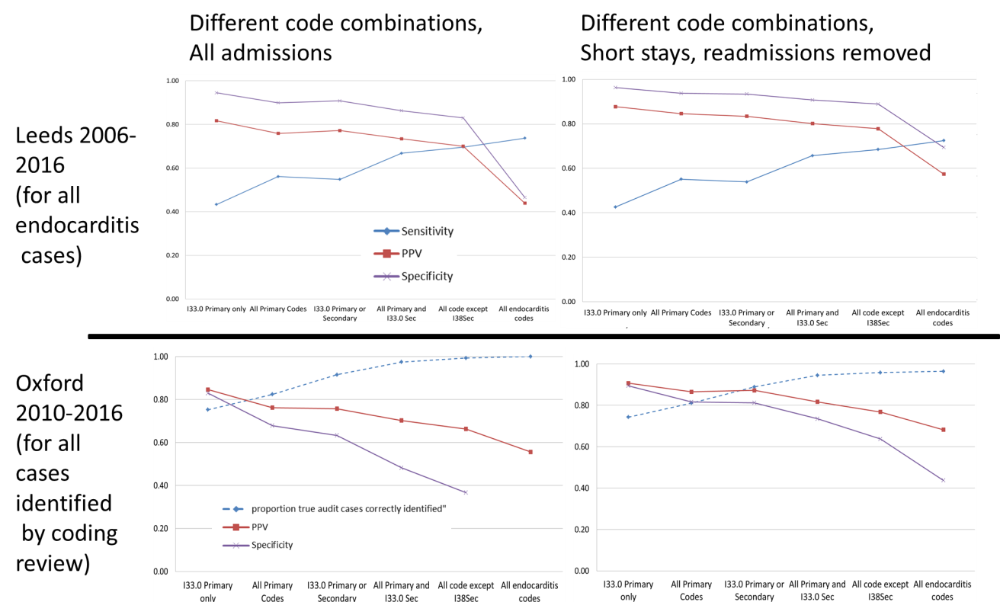 Different code combinations,
All admissions
Different code combinations,
Short stays, readmissions removed
Leeds 2006-
2016
(for all
endocarditis
cases)
1.00
0.80
0.60
0.40
0.20
0.00
Sensitivity
PPV
Specificity
I33.0 Primary only
All Primary Codes
I33.0 Primary or
Secondary
All Primary and
I33.0 Sec
All code except
I38Sec
All endocarditis
codes
1.00
0.80
0.60
0.40
0.20
0.00
I33.0 Primary only
All Primary Codes
I33.0 Primary or
Secondary
All Primary and
I33.0 Sec
All code except
I38Sec
All endocarditis
codes
Oxford
2010-2016
(for all
cases
identified
by coding
review)
1.00
0.80
0.60
0.40
0.20
0.00
proportion true audit cases correctly identified"
PPV
Specificity
I33.0 Primary
only
All Primary
Codes
I33.0 Primary or
Secondary
All Primary and
I33.0 Sec
All code except
I38Sec
All endocarditis
codes
1.00
0.80
0.60
0.40
0.20
0.00
I33.0 Primary
only
All Primary
Codes
I33.0 Primary or
Secondary
All Primary and
I33.0 Sec
All code except
I38Sec
All endocarditis
codes